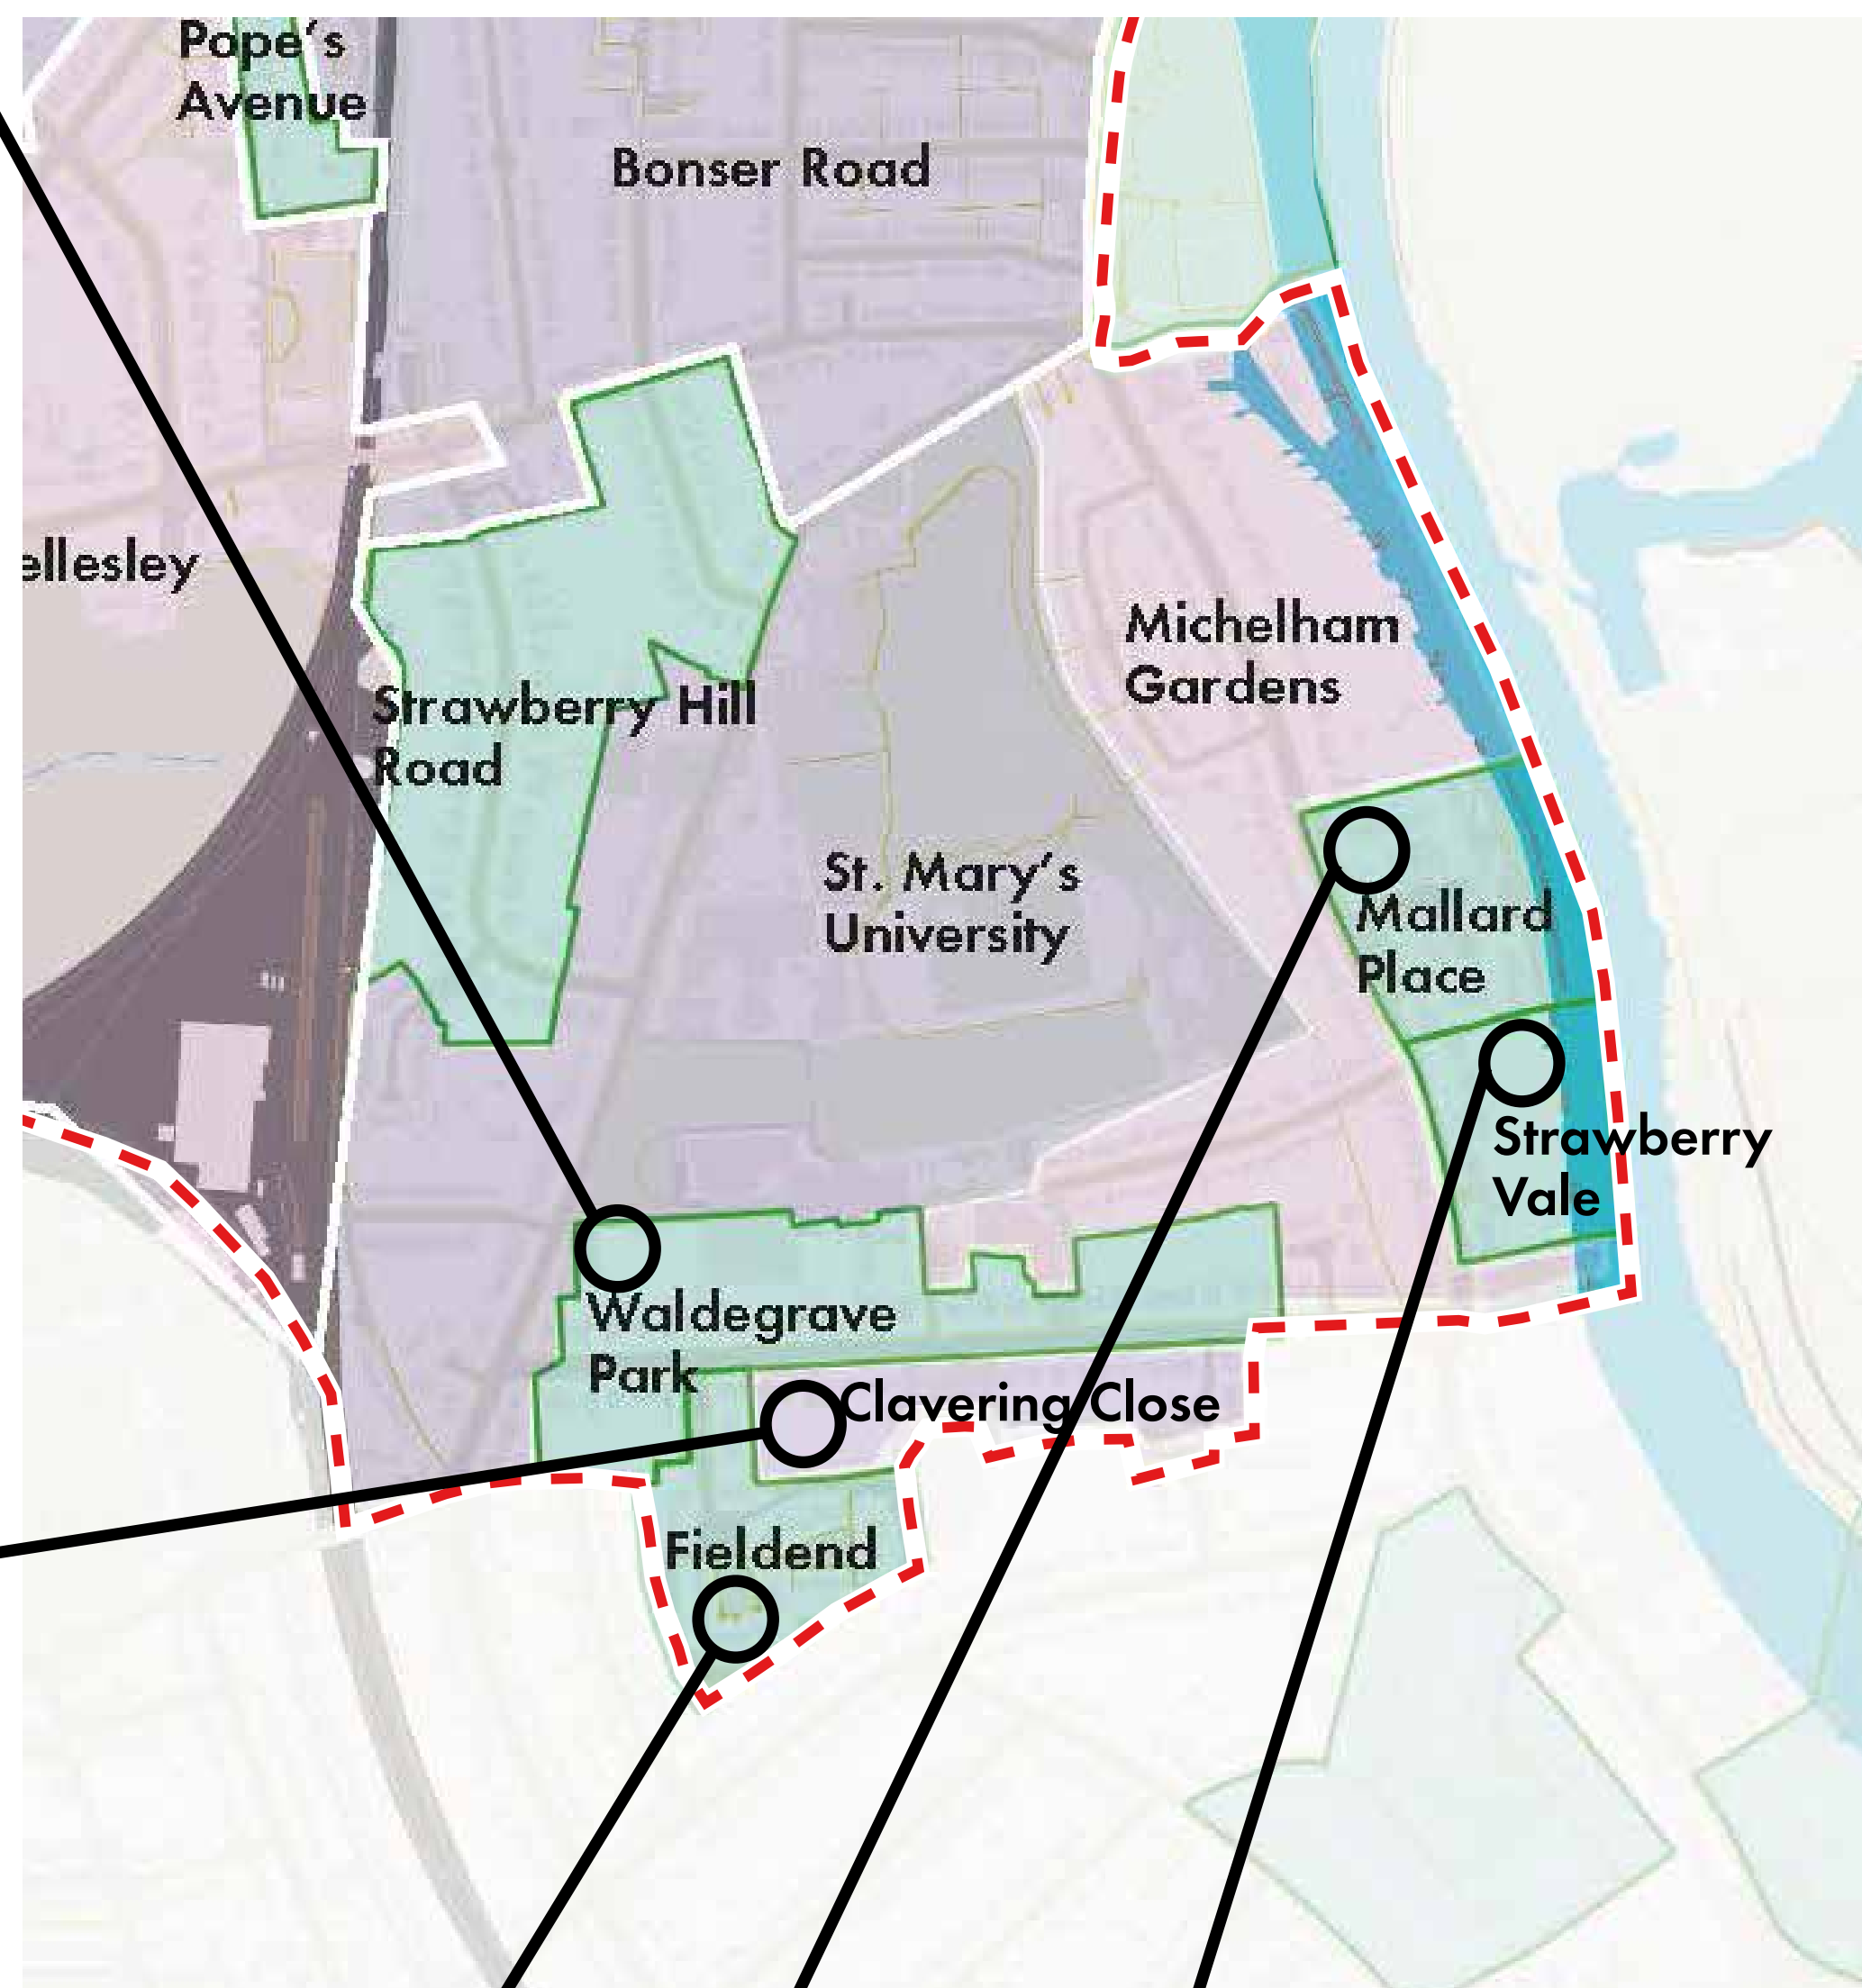 Pope's
Avenue
Bonser Road
ellesley
Michelham
Gardens
Strawberry Hill
Road
St. Mary's
University
Mallard
Place
Strawberry
Vale
Waldegrave
Park
Clavering Close
Fieldend